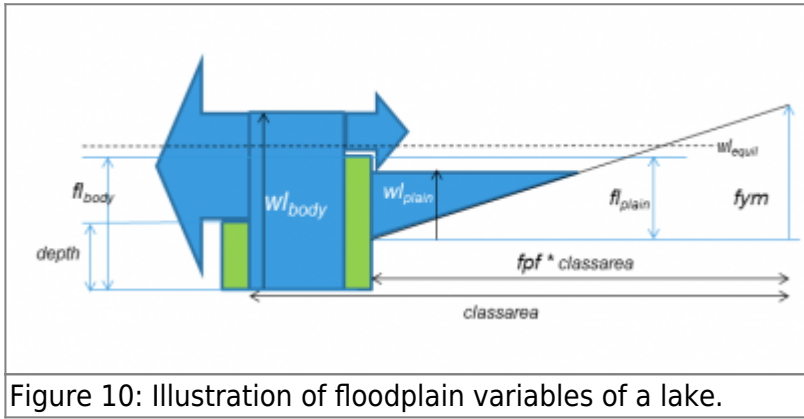 wl_equil
fl_body
wl_body
wl_plain
fl_plain
fym
depth
fpf * classarea
classarea
Figure 10: Illustration of floodplain variables of a lake.